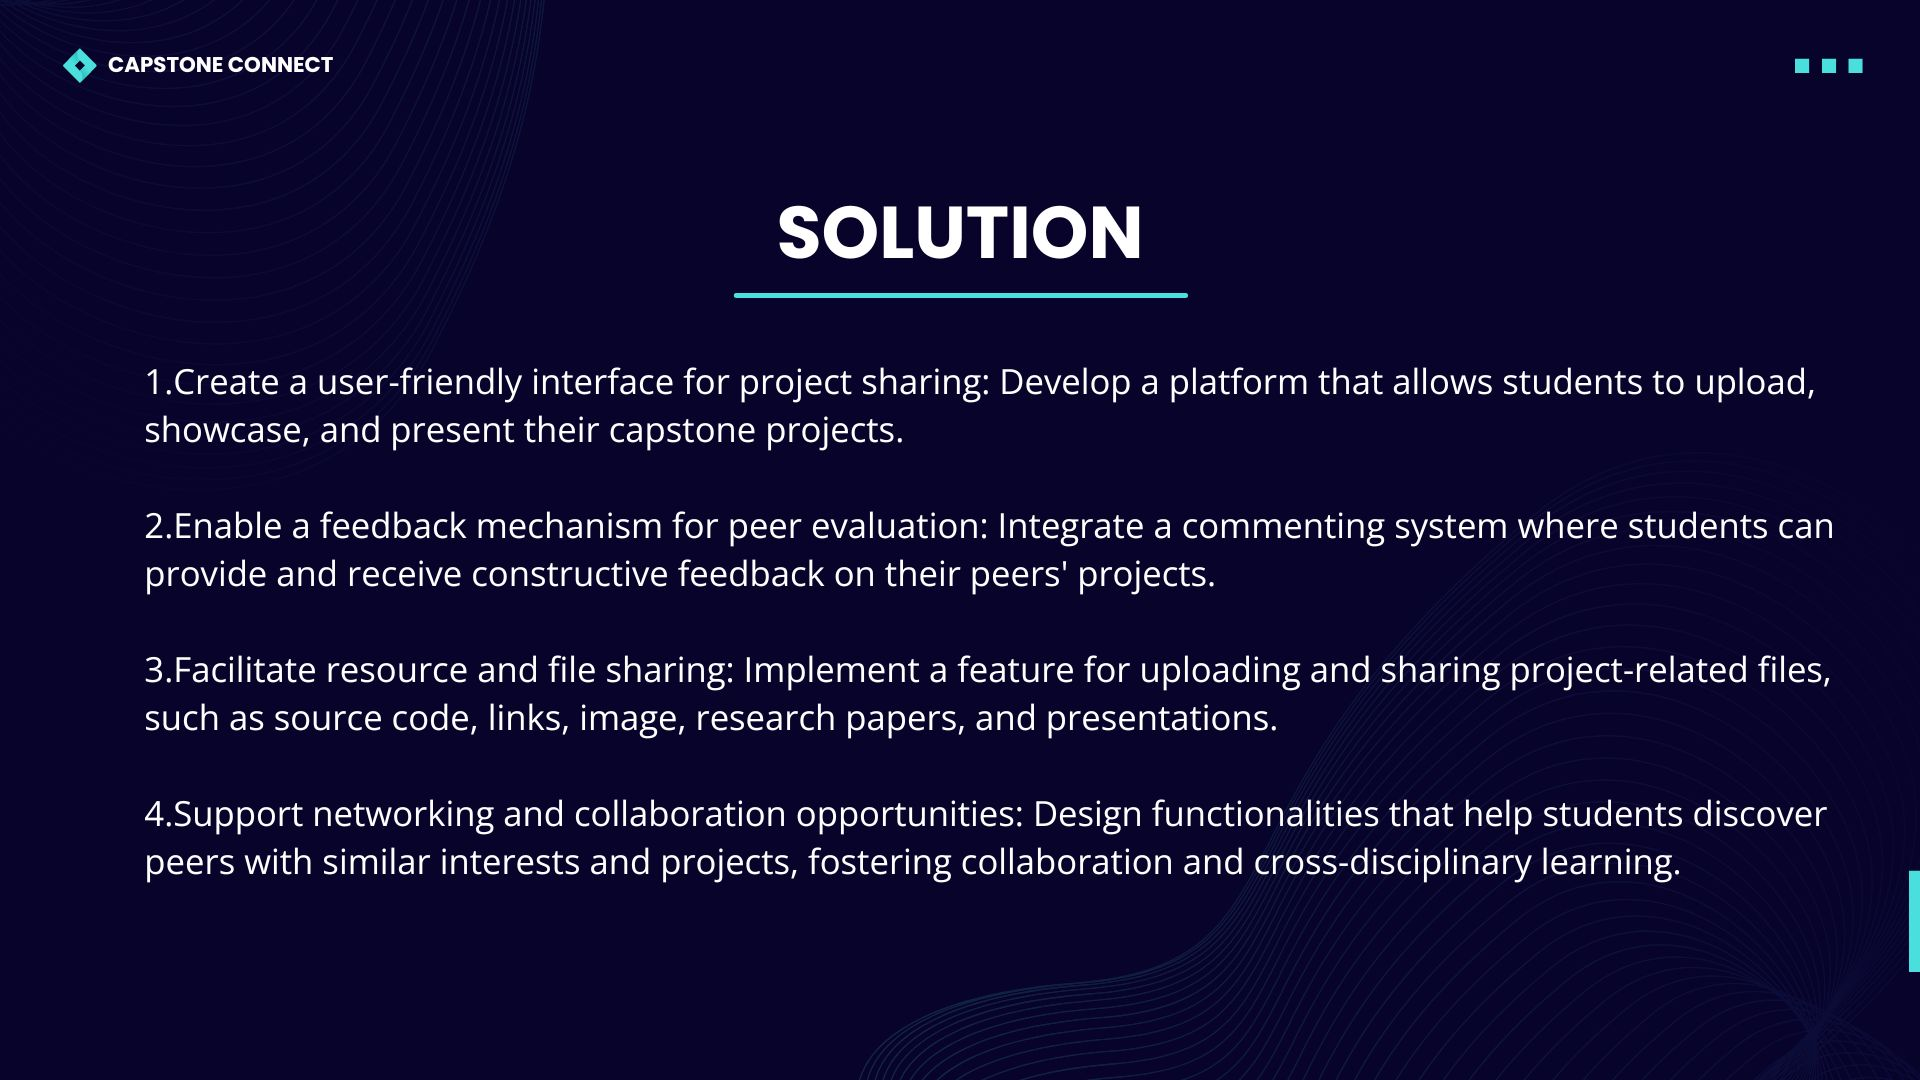 CAPSTONE CONNECT
SOLUTION
1.Create a user-friendly interface for project sharing: Develop a platform that allows students to upload,
showcase, and present their capstone projects.
2.Enable a feedback mechanism for peer evaluation: Integrate a commenting system where students can
provide and receive constructive feedback on their peers' projects.
3.Facilitate resource and file sharing: Implement a feature for uploading and sharing project-related files,
such as source code, links, image, research papers, and presentations.
4.Support networking and collaboration opportunities: Design functionalities that help students discover
peers with similar interests and projects, fostering collaboration and cross-disciplinary learning.